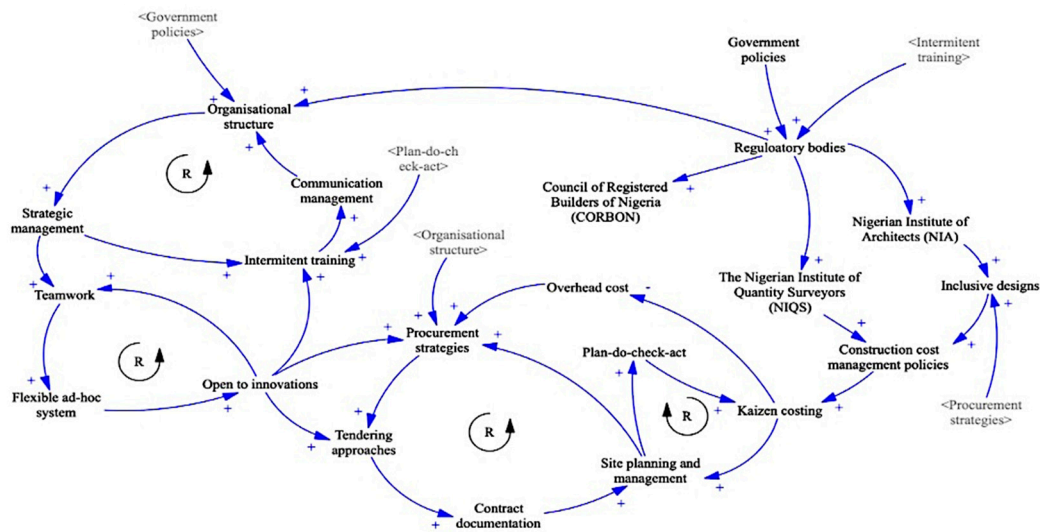 <Government
policies>
Government
policies
<Intermitent
training>
Organisational
structure
Reguloatory bodies
<Plan-do-ch
eck-act>
R
Communication
management
Council of Registered
Builders of Nigeria
(CORBON)
Strategic
management
Nigerian Institute of
Architects (NIA)
<Organisational
structure>
Intermitent training
Teamwork
The Nigerian Institute of
Quantity Surveyors
(NIQS)
Inclusive designs
Overhead cost
Procurement
strategies
Plan-do-check-act
Construction cost
management policies
R
Open to innovations
Flexible ad-hoc
system
Kaizen costing
<Procurement
strategies>
R
R
Tendering
approaches
Site planning and
management
Contract
documentation